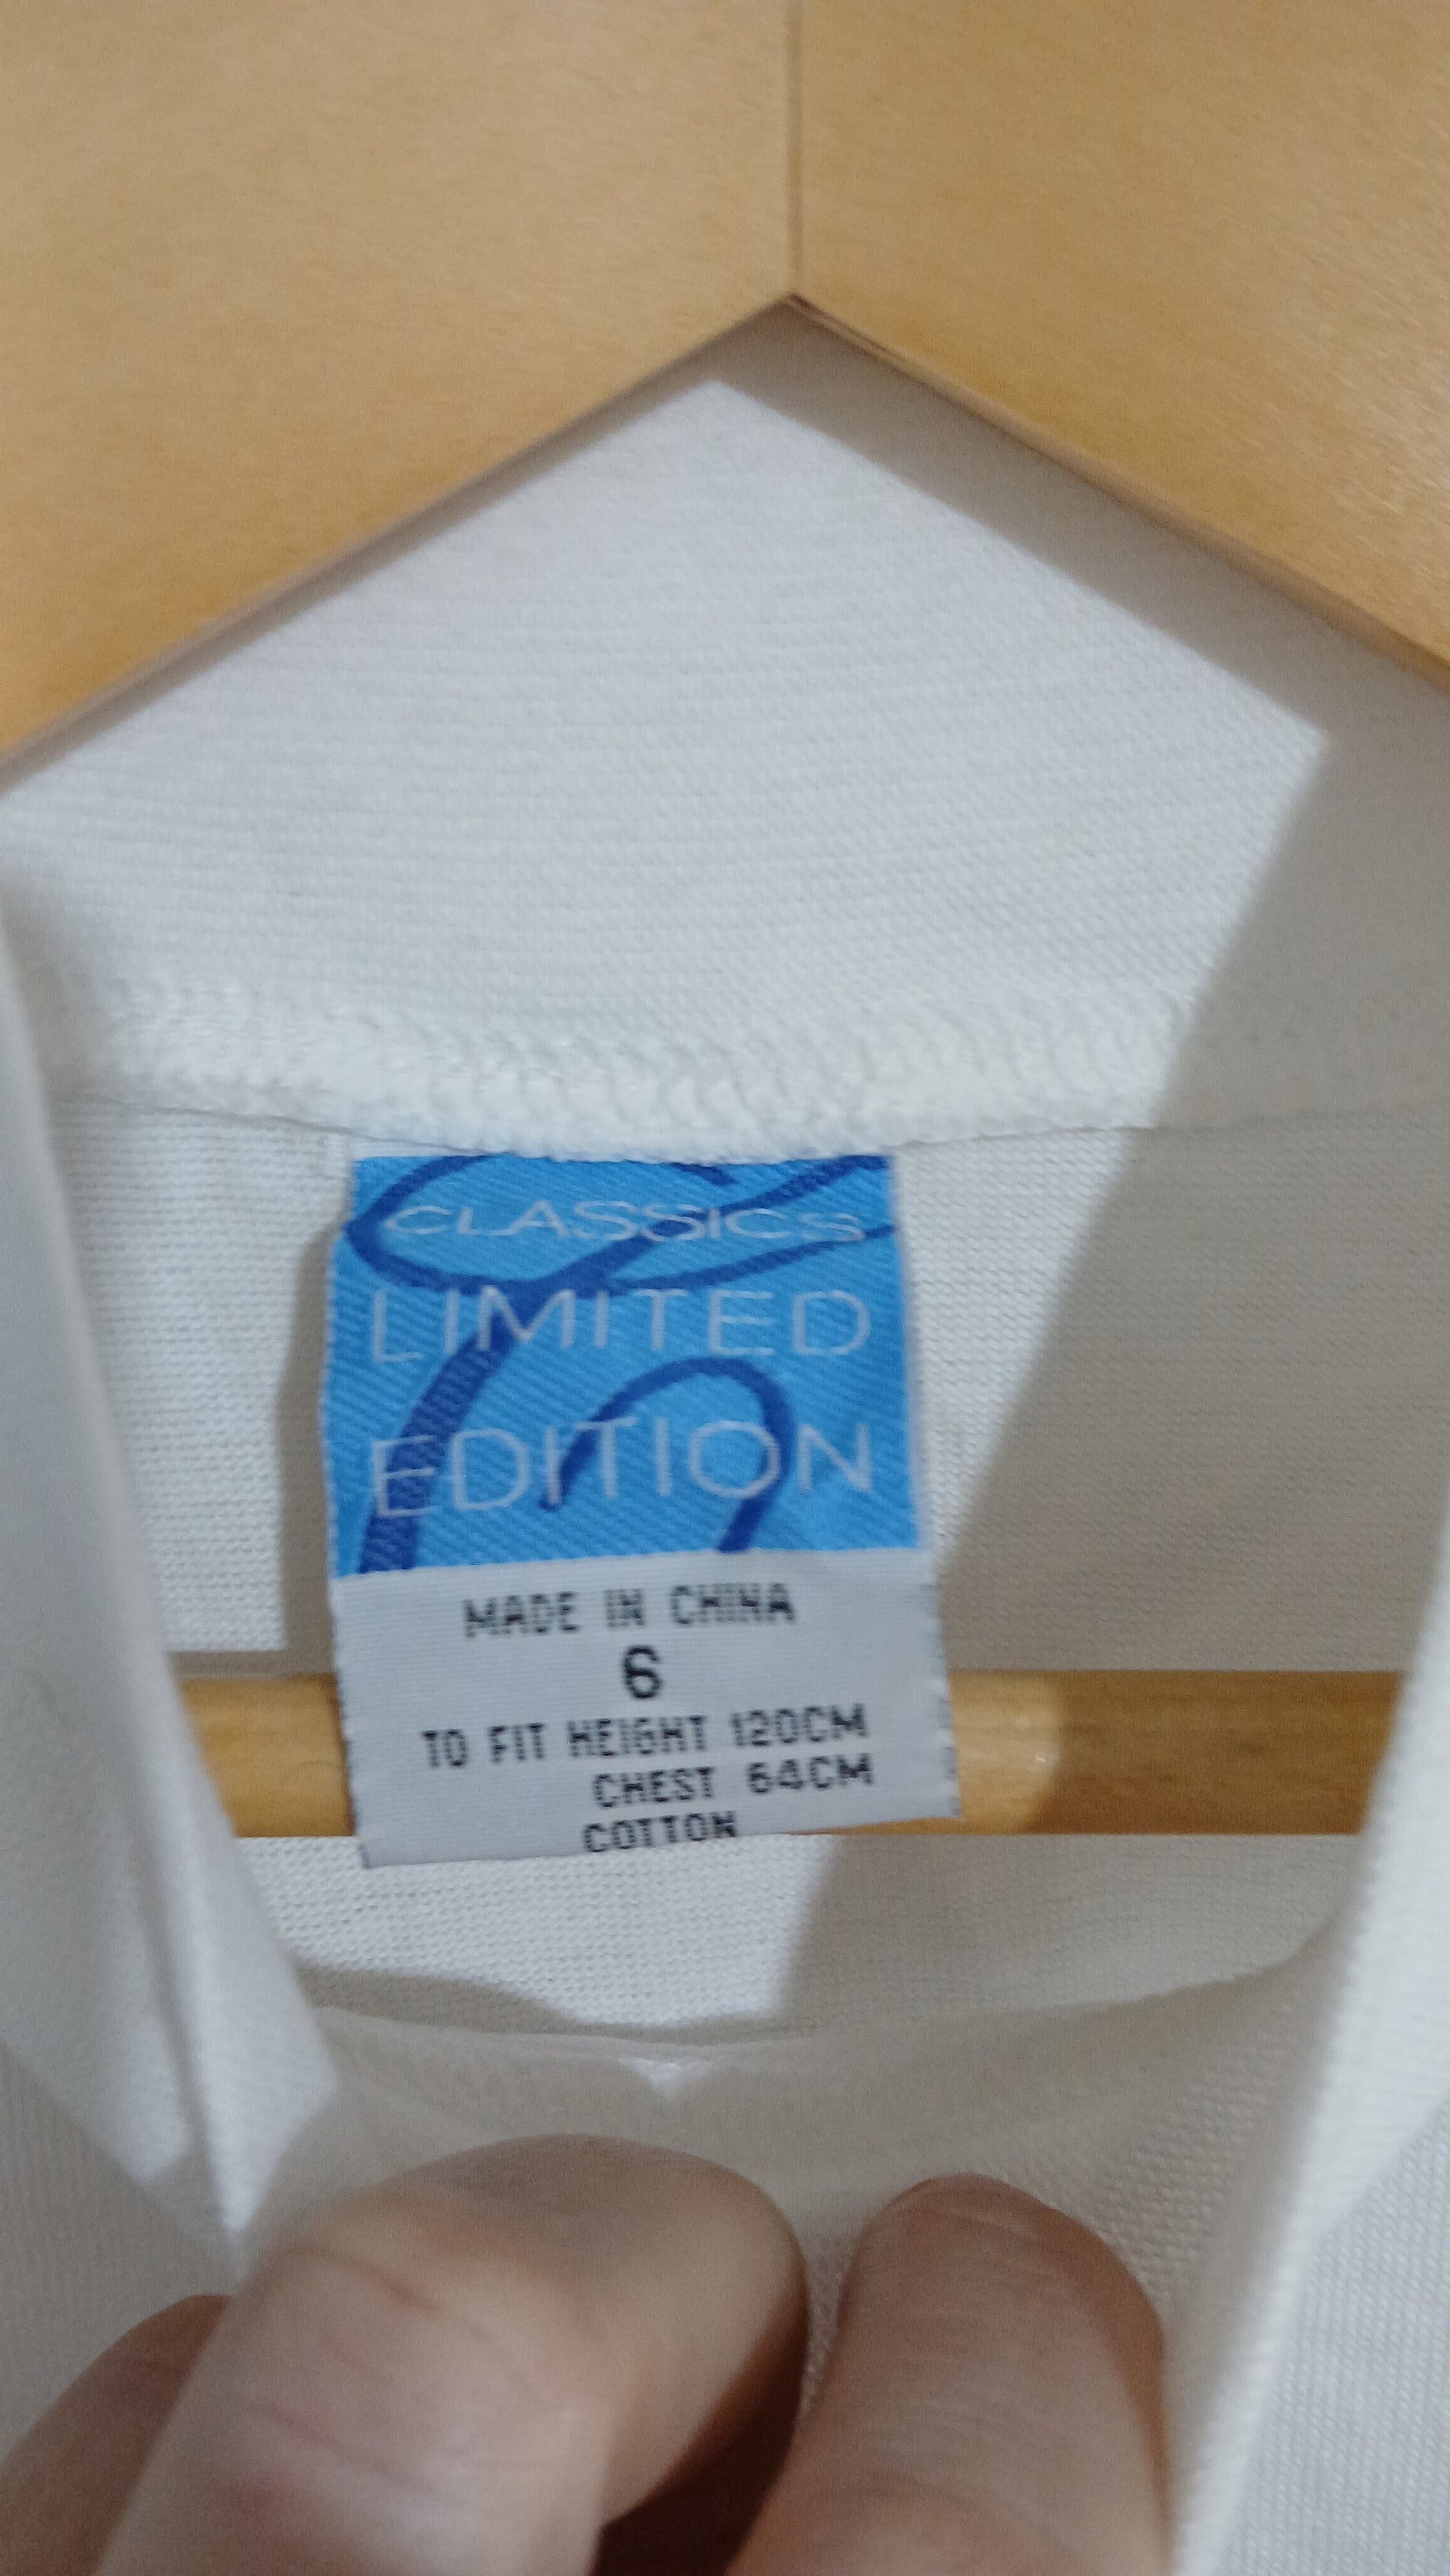 CLASSICS
LIMITED
EDITION
MADE IN CHINA
6
TO FIT HEIGHT 120CM
CHEST 64CM
COTTON